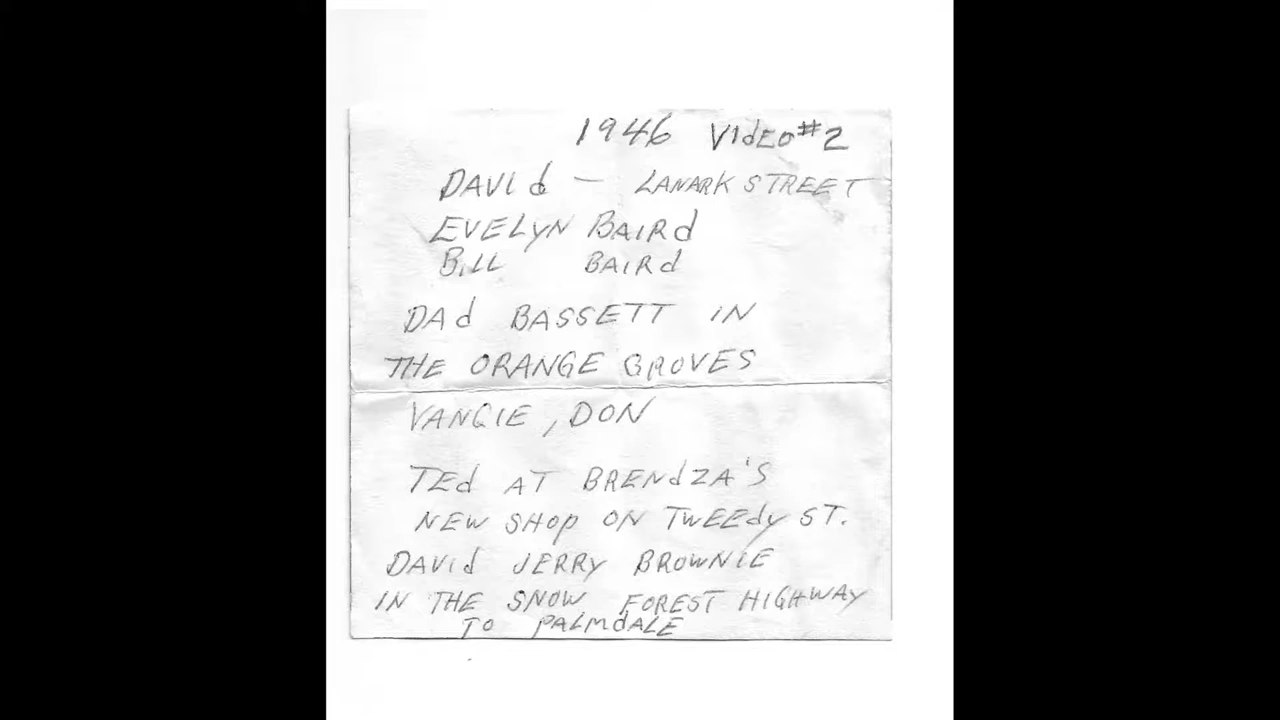 1946 VIdEO #2
DAVId - LANARK STREET
EVELYN BAIRd
BILL BAIRd
DAd BASSETT IN
THE ORANGE GROVES
VANGIE, DON
TEd AT BRENdZA'S
NEW SHOP ON TWEEdy ST.
DAVId JERRY BROWNIE
IN THE SNOW FOREST HIGHWAY
TO PALMdALE